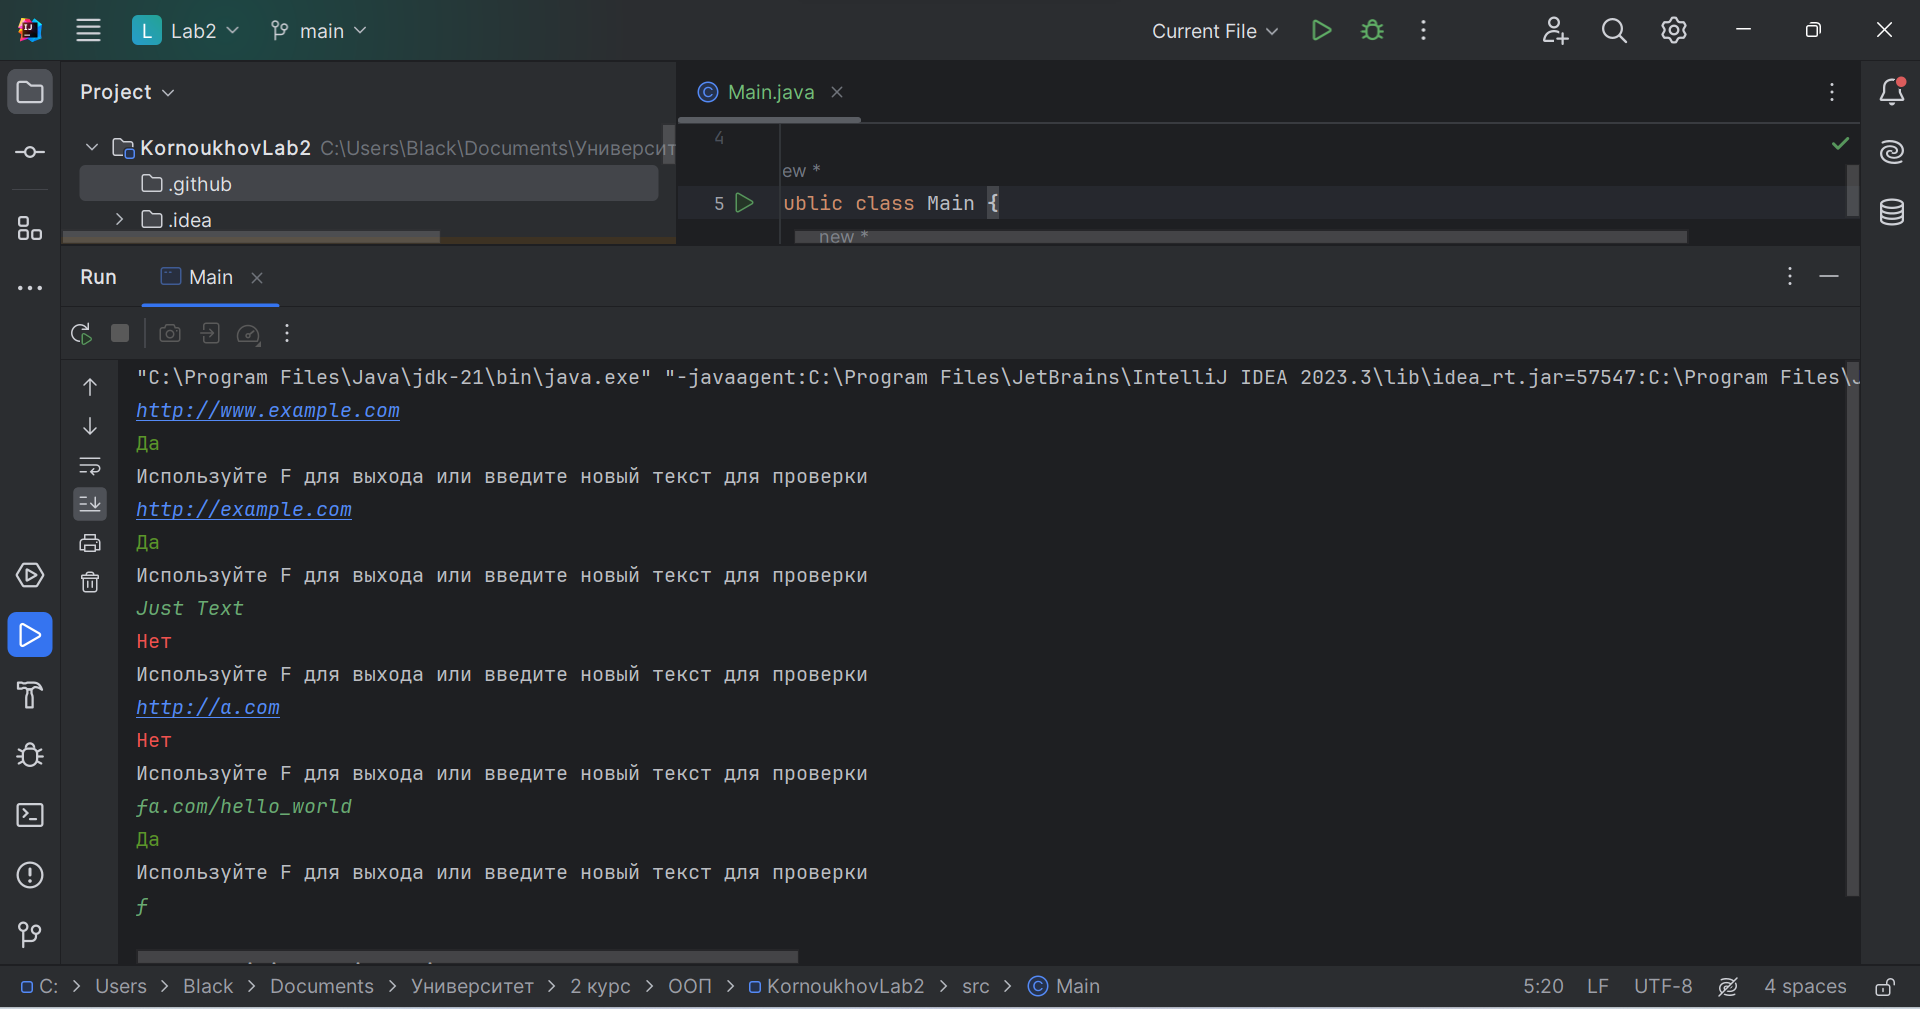 L Lab2 main Current File
Project
Main.java
KornoukhovLab2 C:\Users\Black\Documents\Университ
.github
.idea
4
ew *
5 ublic class Main {
new *
Run Main
"C:\Program Files\Java\jdk-21\bin\java.exe" "-javaagent:C:\Program Files\JetBrains\IntelliJ IDEA 2023.3\lib\idea_rt.jar=57547:C:\Program Files\J
http://www.example.com
Да
Используйте F для выхода или введите новый текст для проверки
http://example.com
Да
Используйте F для выхода или введите новый текст для проверки
Just Text
Нет
Используйте F для выхода или введите новый текст для проверки
http://a.com
Нет
Используйте F для выхода или введите новый текст для проверки
fa.com/hello_world
Да
Используйте F для выхода или введите новый текст для проверки
f
C: > Users > Black > Documents > Университет > 2 курс > ООП > KornoukhovLab2 > src > Main 5:20 LF UTF-8 4 spaces